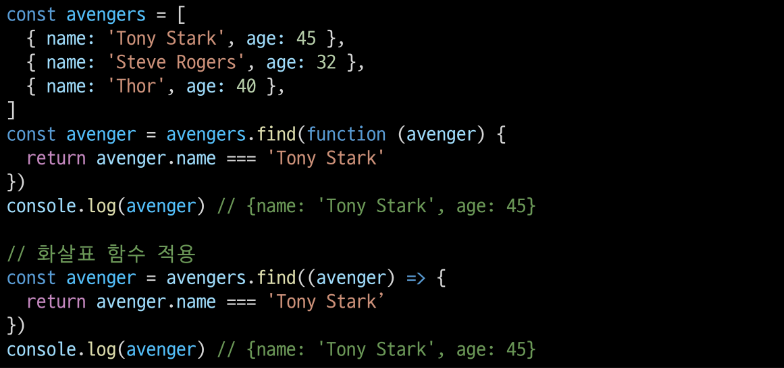 const avengers = [
  { name: 'Tony Stark', age: 45 },
  { name: 'Steve Rogers', age: 32 },
  { name: 'Thor', age: 40 },
]
const avenger = avengers.find(function (avenger) {
  return avenger.name === 'Tony Stark'
})
console.log(avenger) // {name: 'Tony Stark', age: 45}

// 화살표 함수 적용
const avenger = avengers.find((avenger) => {
  return avenger.name === 'Tony Stark’
})
console.log(avenger) // {name: 'Tony Stark', age: 45}